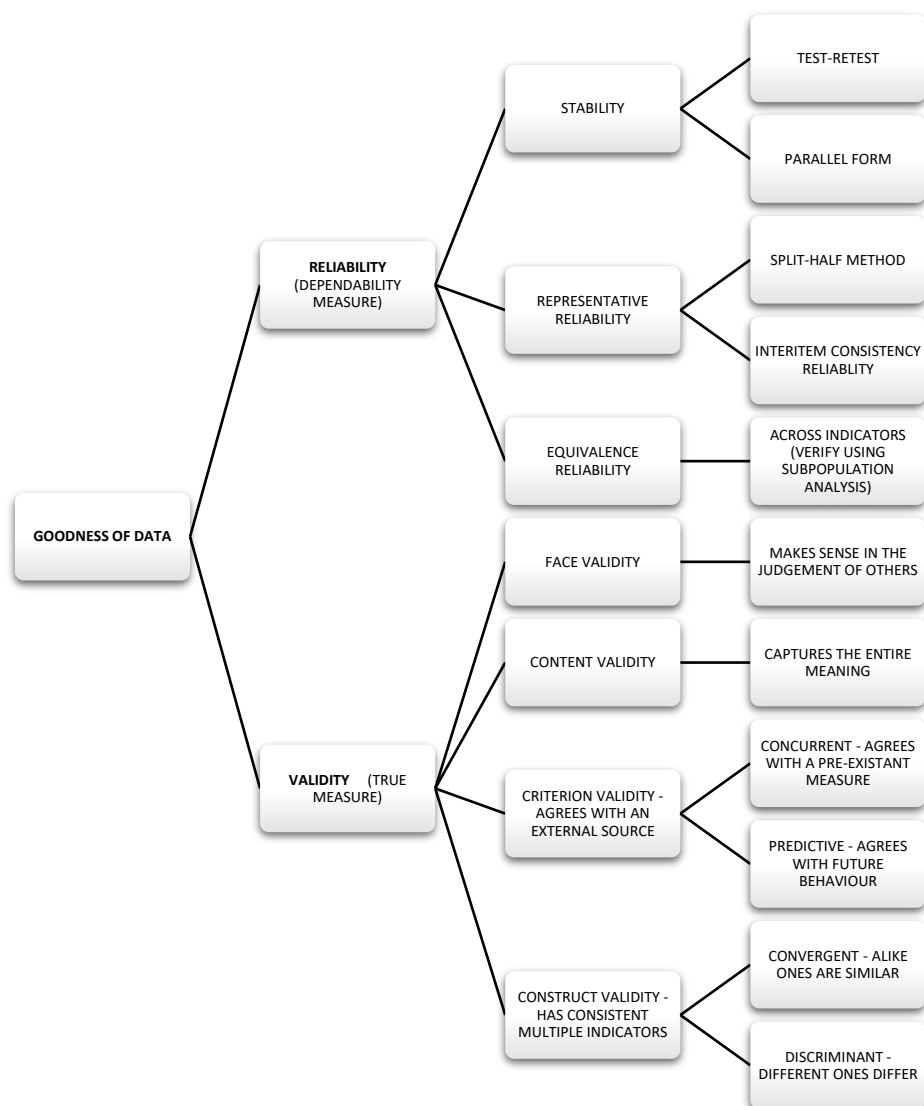 TEST-RETEST
STABILITY
PARALLEL FORM
RELIABILITY
(DEPENDABILITY
MEASURE)
SPLIT-HALF METHOD
REPRESENTATIVE
RELIABILITY
INTERITEM CONSISTENCY
RELIABLITY
EQUIVALENCE
RELIABILITY
ACROSS INDICATORS
(VERIFY USING
SUBPOPULATION
ANALYSIS)
GOODNESS OF DATA
FACE VALIDITY
MAKES SENSE IN THE
JUDGEMENT OF OTHERS
CONTENT VALIDITY
CAPTURES THE ENTIRE
MEANING
VALIDITY (TRUE
MEASURE)
CONCURRENT - AGREES
WITH A PRE-EXISTANT
MEASURE
CRITERION VALIDITY -
AGREES WITH AN
EXTERNAL SOURCE
PREDICTIVE - AGREES
WITH FUTURE
BEHAVIOUR
CONVERGENT - ALIKE
ONES ARE SIMILAR
CONSTRUCT VALIDITY -
HAS CONSISTENT
MULTIPLE INDICATORS
DISCRIMINANT -
DIFFERENT ONES DIFFER